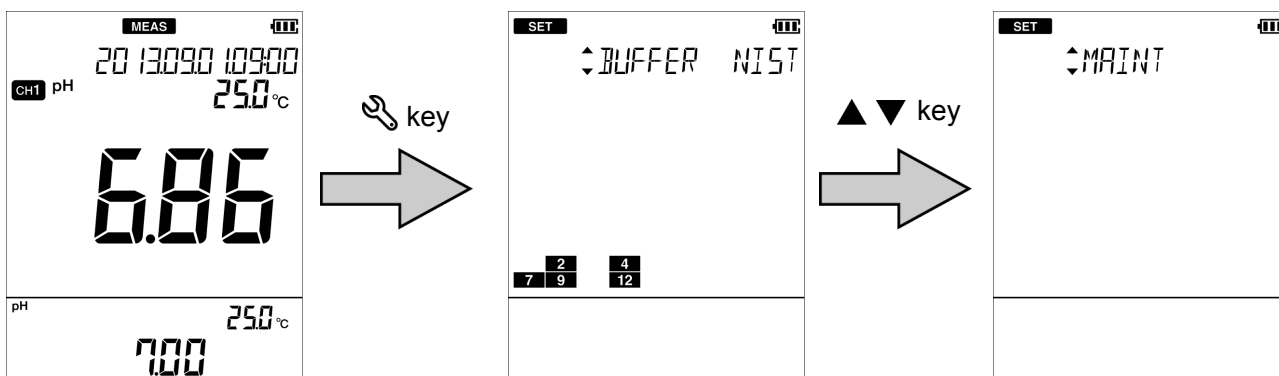 MEAS
2013.09.01.09:00
CH1 pH
25.0 °C
6.86
pH
25.0 °C
7.00
key
SET
BUFFER NIST
2 4
7 9 12
▲ ▼ key
SET
MAINT